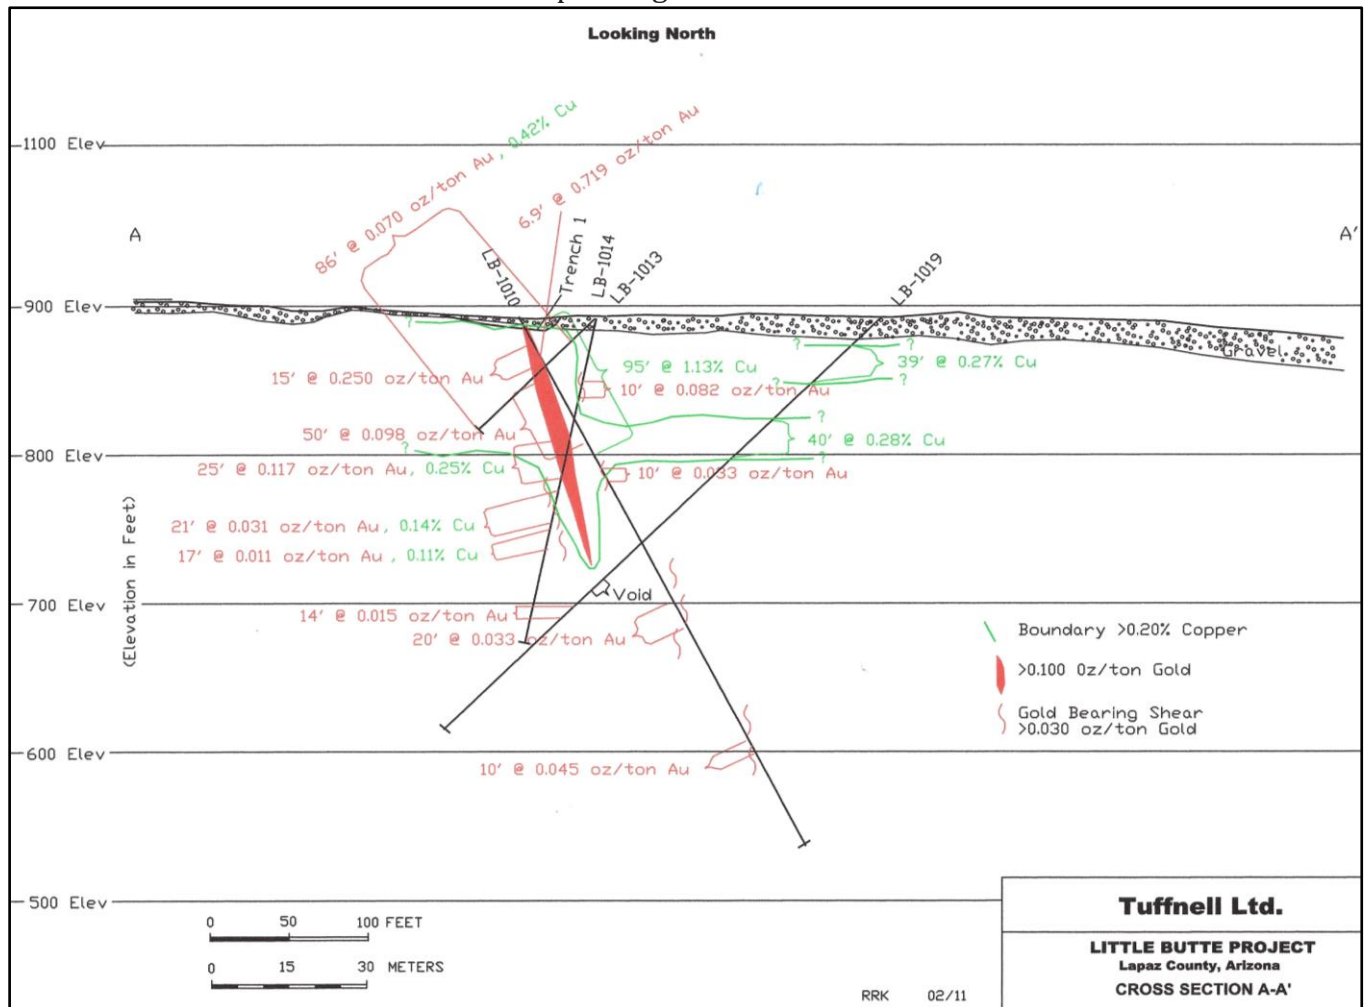 Looking North
1100 Elev
86' @ 0.070 oz/ton Au, 0.42% Cu
6.9' @ 0.719 oz/ton Au
A
A'
LB-1010
Trench 1
LB-1014
LB-1013
LB-1019
900 Elev
Gravel
?
? ?
95' @ 1.13% Cu
39' @ 0.27% Cu
15' @ 0.250 oz/ton Au
10' @ 0.082 oz/ton Au
? ?
?
50' @ 0.098 oz/ton Au
40' @ 0.28% Cu
?
800 Elev
?
25' @ 0.117 oz/ton Au, 0.25% Cu
10' @ 0.033 oz/ton Au
21' @ 0.031 oz/ton Au, 0.14% Cu
17' @ 0.011 oz/ton Au , 0.11% Cu
(Elevation in Feet)
Void
700 Elev
14' @ 0.015 oz/ton Au
20' @ 0.033 oz/ton Au
Boundary >0.20% Copper
>0.100 Oz/ton Gold
Gold Bearing Shear
>0.030 oz/ton Gold
600 Elev
10' @ 0.045 oz/ton Au
500 Elev
0 50 100 FEET
0 15 30 METERS
RRK 02/11
Tuffnell Ltd.
LITTLE BUTTE PROJECT
Lapaz County, Arizona
CROSS SECTION A-A'